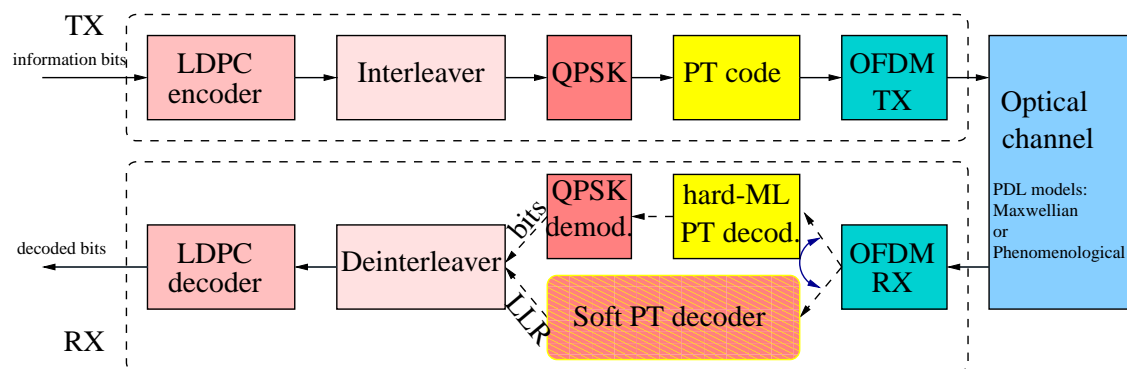 TX
information bits
LDPC
encoder
Interleaver
QPSK
PT code
OFDM
TX
Optical
channel
PDL models:
Maxwellian
or
Phenomenological
decoded bits
LDPC
decoder
Deinterleaver
bits
LLR
QPSK
demod.
hard-ML
PT decod.
Soft PT decoder
OFDM
RX
RX